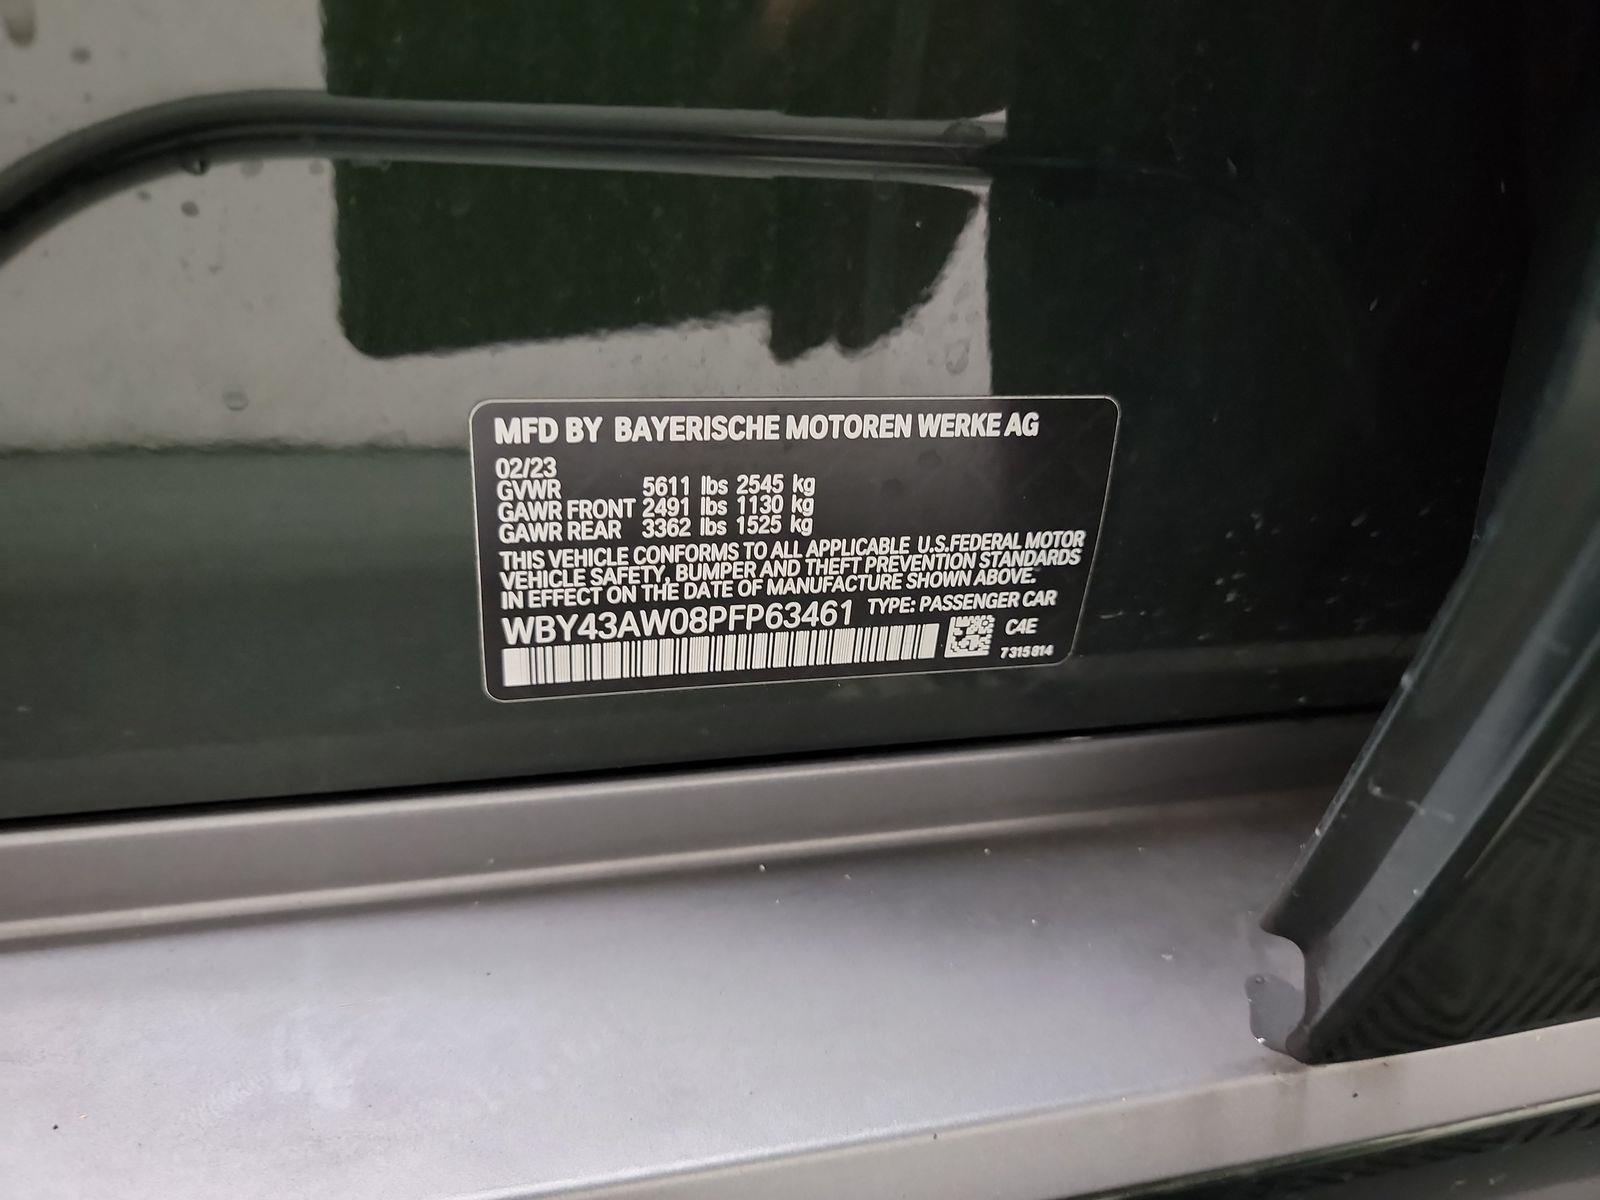 MFD BY BAYERISCHE MOTOREN WERKE AG
02/23
GVWR 5611 lbs 2545 kg
GAWR FRONT 2491 lbs 1130 kg
GAWR REAR 3362 lbs 1525 kg
THIS VEHICLE CONFORMS TO ALL APPLICABLE U.S.FEDERAL MOTOR
VEHICLE SAFETY, BUMPER AND THEFT PREVENTION STANDARDS
IN EFFECT ON THE DATE OF MANUFACTURE SHOWN ABOVE.
WBY43AW08PFP63461 TYPE: PASSENGER CAR
C4E
7315814